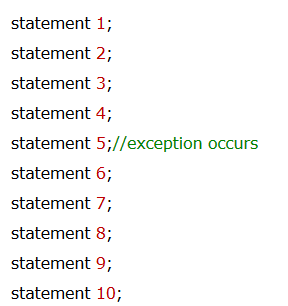 statement 1;
statement 2;
statement 3;
statement 4;
statement 5;//exception occurs
statement 6;
statement 7;
statement 8;
statement 9;
statement 10;